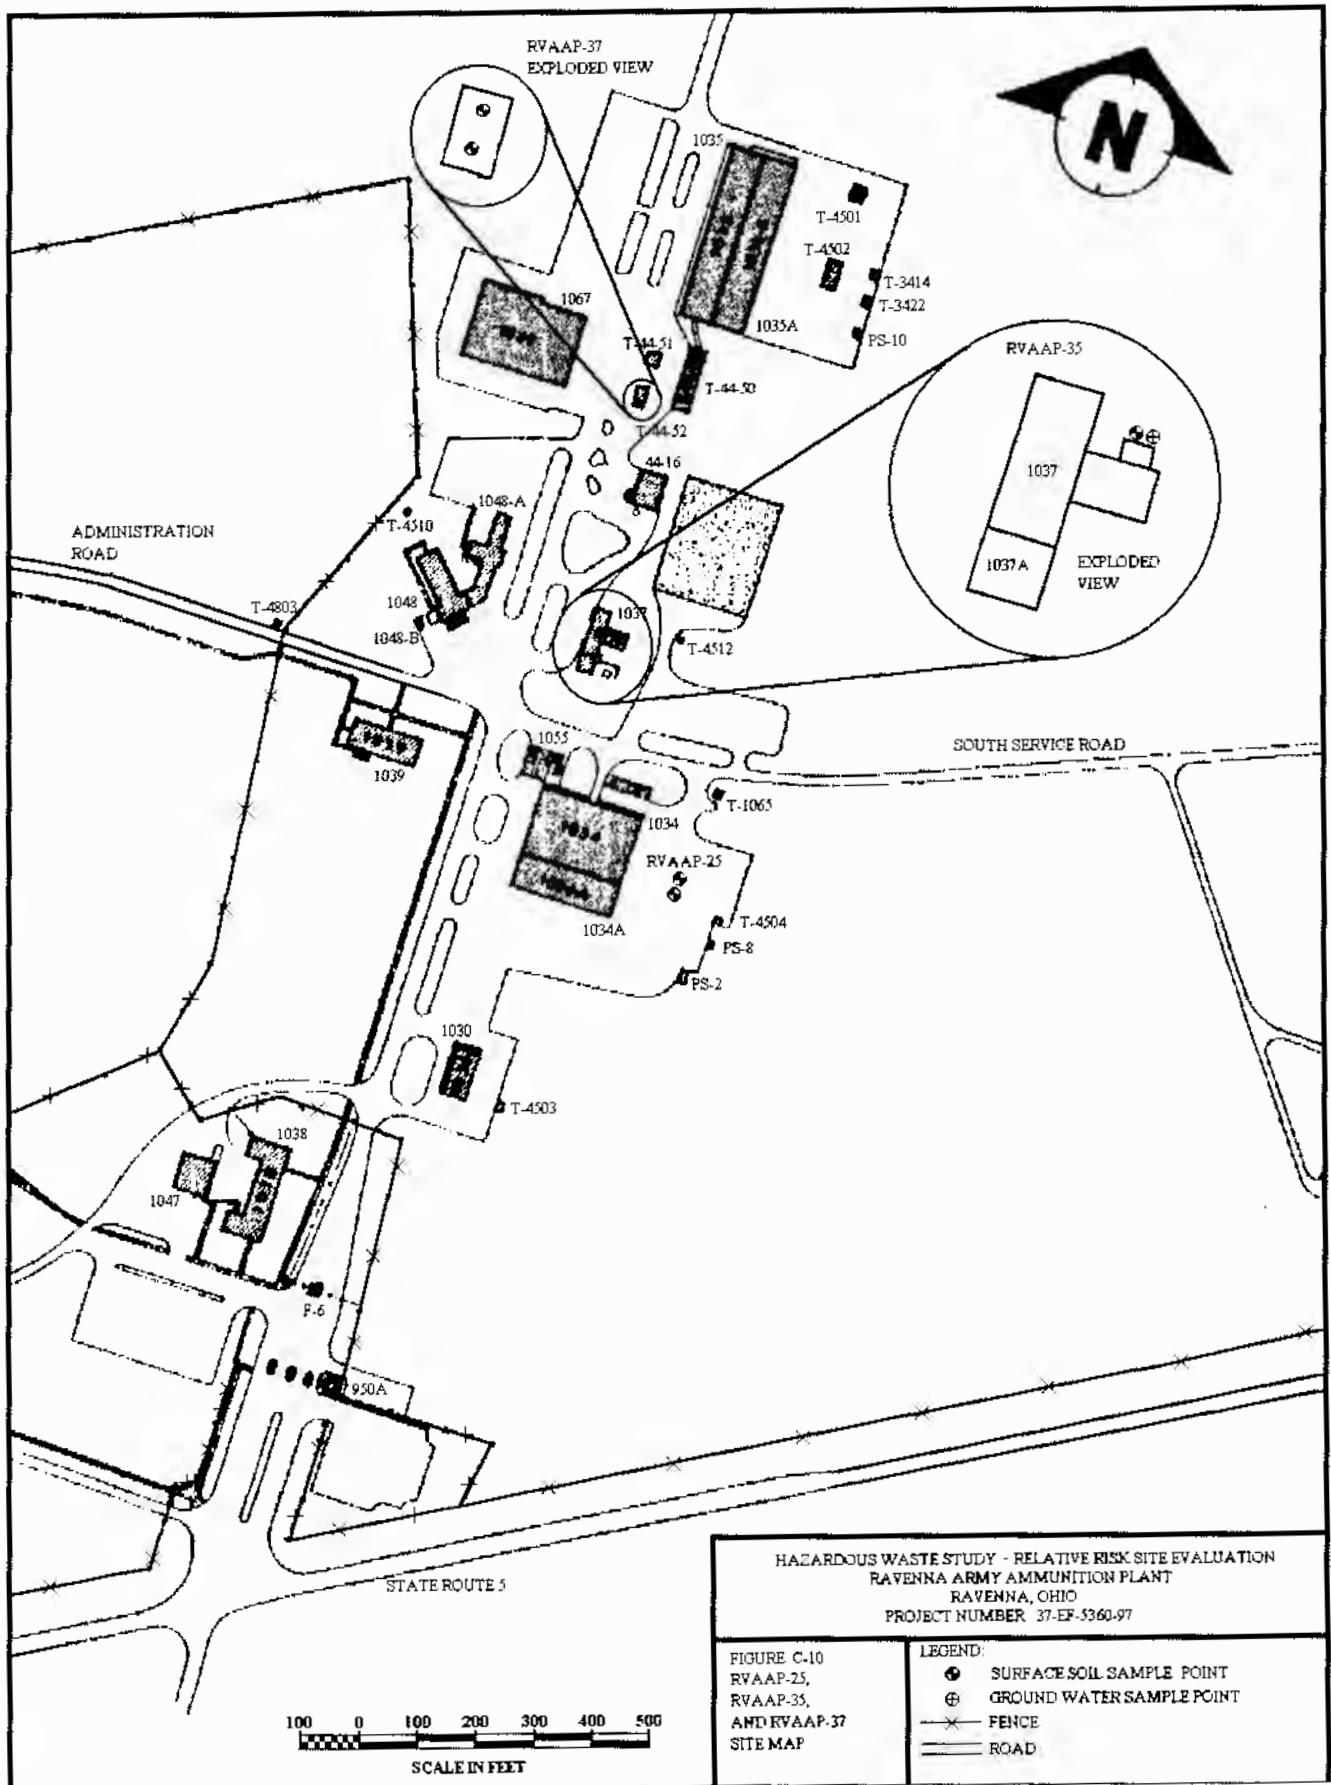 RVAAP-37
EXPLODED VIEW
N
1035
T-4501
T-4502
T-3414
T-3422
PS-10
1035A
1067
T-44-51
T-44-50
T-44-52
44-16
RVAAP-35
1037
1037A
EXPLODED
VIEW
ADMINISTRATION
ROAD
T-4510
1048-A
1048
1048-B
T-4803
1037
T-4512
1039
1039
SOUTH SERVICE ROAD
1055
T-1065
1034
1034
RVAAP-25
1034A
T-4504
PS-8
PS-2
1030
T-4503
1038
1047
F-6
950A
STATE ROUTE 5
100 0 100 200 300 400 500
SCALE IN FEET
HAZARDOUS WASTE STUDY - RELATIVE RISK SITE EVALUATION
RAVENNA ARMY AMMUNITION PLANT
RAVENNA, OHIO
PROJECT NUMBER 37-EF-5360-97
FIGURE C-10
RVAAP-25,
RVAAP-35,
AND RVAAP-37
SITE MAP
LEGEND:
SURFACE SOIL SAMPLE POINT
GROUND WATER SAMPLE POINT
FENCE
ROAD